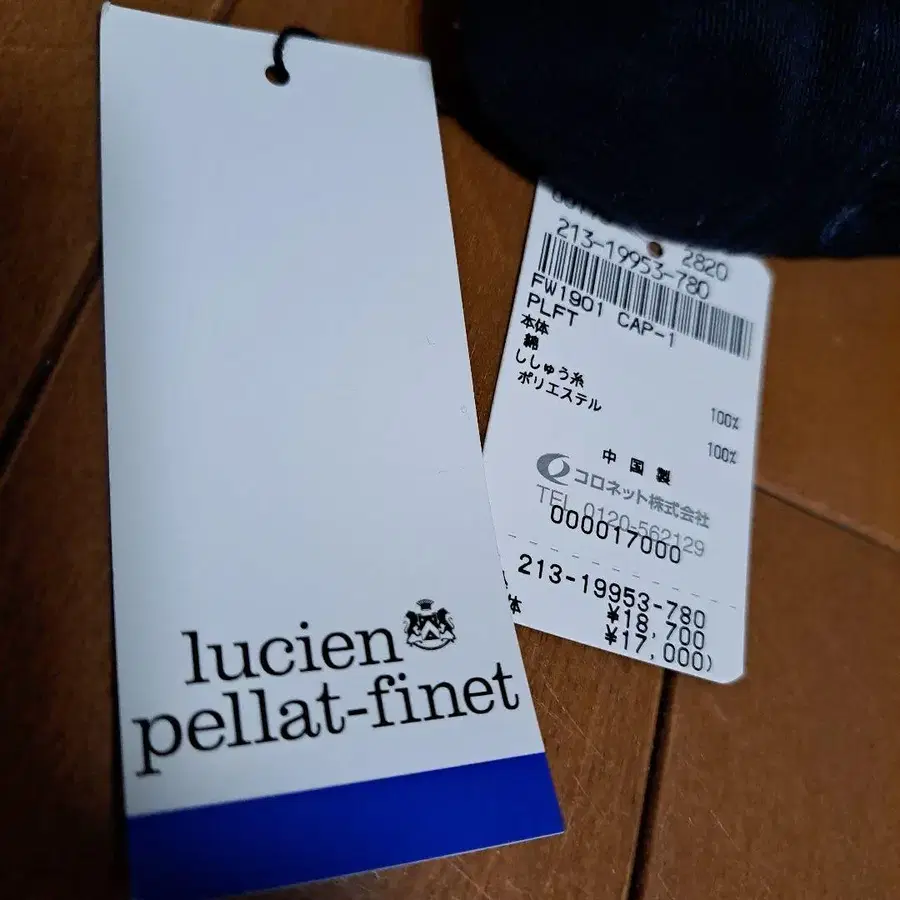 lucien
pellat-finet
2820
213-19953-780
FW1901 CAP-1
PLFT
本体
綿
100%
ししゅう糸
ポリエステル
100%
中国製
コロネット株式会社
TEL 0120-562129
000017000
213-19953-780
¥18,700
体 ¥17,000)